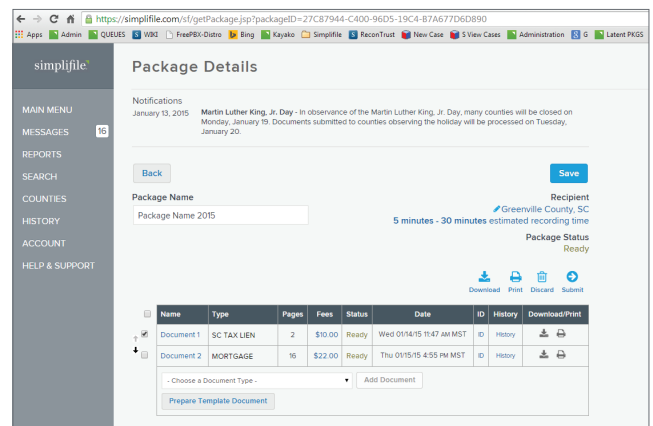 https://simplifile.com/sf/getPackage.jsp?packageID=27C87944-C400-96D5-19C4-B7A677D6D890
Apps Admin QUEUES WIKI FreePBX-Distro Bing Kayako Simplifile ReconTrust New Case S View Cases Administration G Latent PKGS
simplifile
Package Details
Notifications
January 13, 2015 Martin Luther King, Jr. Day - In observance of the Martin Luther King, Jr. Day, many counties will be closed on
Monday, January 19. Documents submitted to counties observing the holiday will be processed on Tuesday,
January 20.
MAIN MENU
MESSAGES 16
REPORTS
SEARCH
COUNTIES
HISTORY
ACCOUNT
HELP & SUPPORT
Back Save
Package Name Recipient
Package Name 2015 Greenville County, SC
5 minutes - 30 minutes estimated recording time
Package Status
Ready
Download Print Discard Submit
Name Type Pages Fees Status Date ID History Download/Print
Document 1 SC TAX LIEN 2 $10.00 Ready Wed 01/14/15 11:47 AM MST ID History
Document 2 MORTGAGE 16 $22.00 Ready Thu 01/15/15 4:55 PM MST ID History
- Choose a Document Type - Add Document
Prepare Template Document